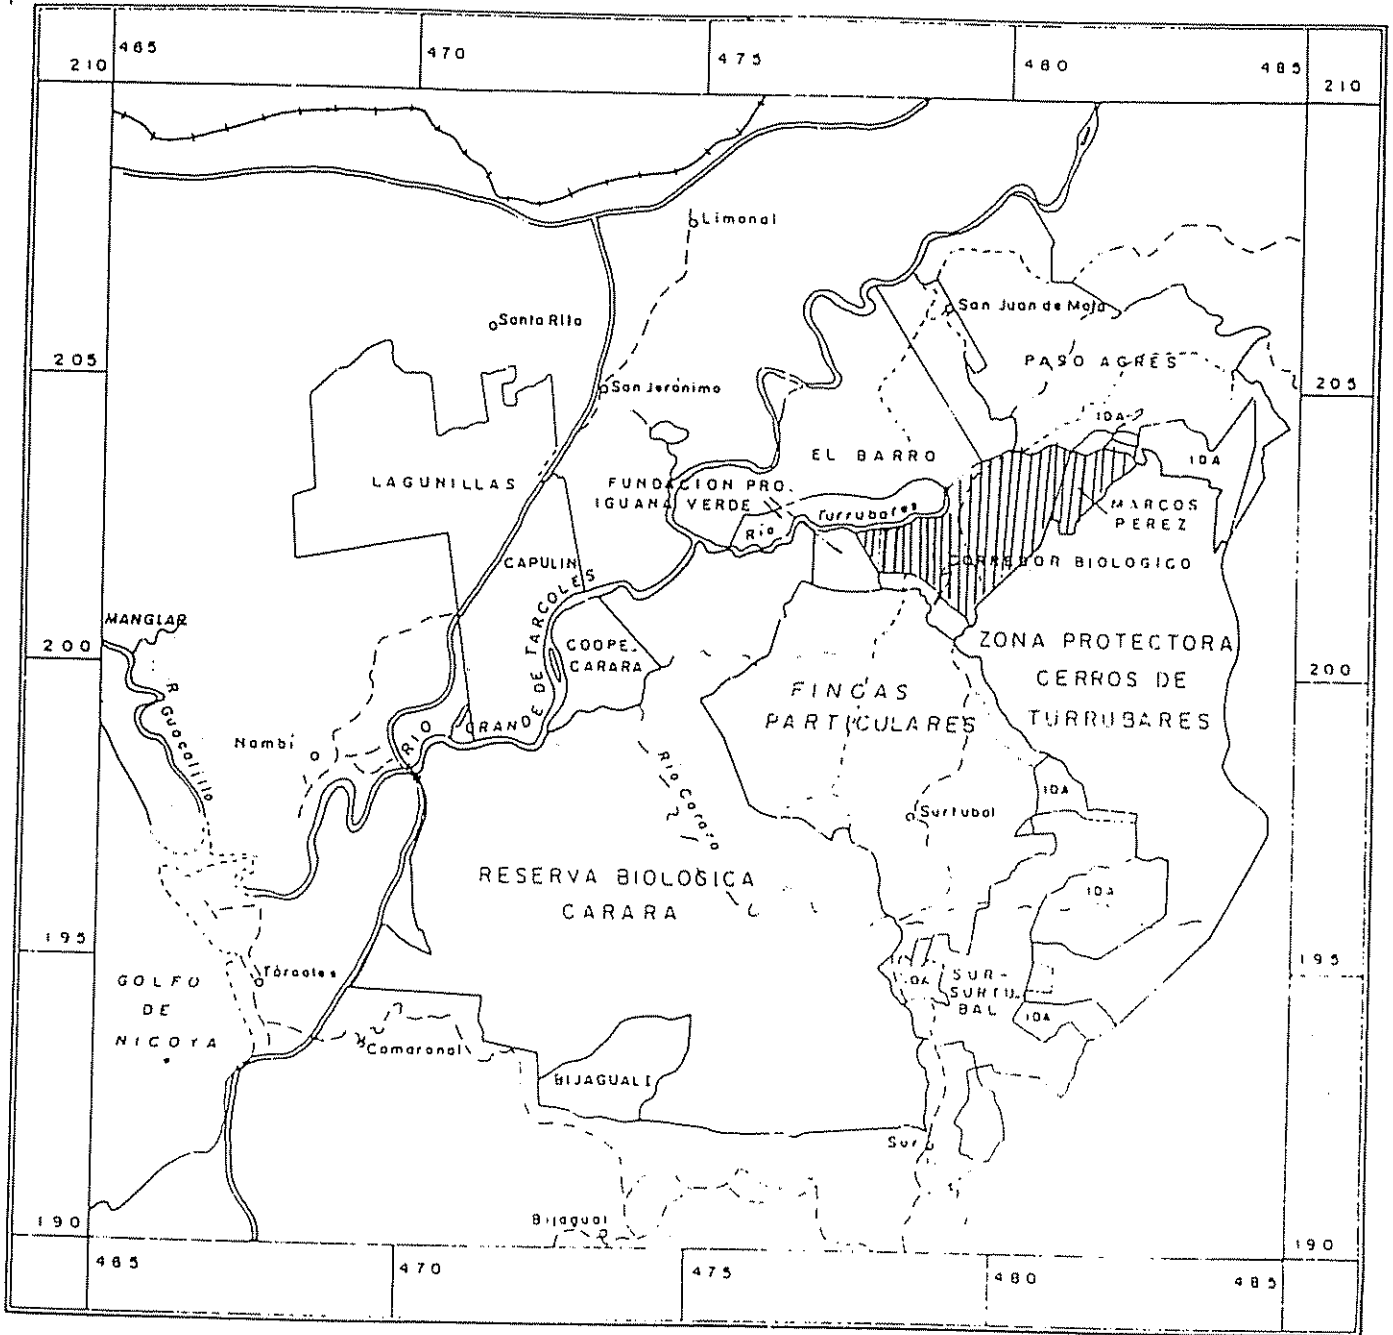 465
470
475
480
485
210
210
Limonal
Santa Rita
San Juan de Mata
205
PASO AGRES
205
San Jerónimo
IDA
EL BARRO
IDA
LAGUNILLAS
FUNDACION PRO-
IGUANA VERDE
MARCOS
PEREZ
Río Turrubares
CORREDOR BIOLOGICO
CAPULIN
MANGLAR
200
COOPE-
CARARA
ZONA PROTECTORA
CERROS DE
TURRUBARES
200
RIO GRANDE DE TARCOLES
FINCAS
PARTICULARES
R Guacalillo
Nambí
Río Carara
IDA
Surtubal
RESERVA BIOLOGICA
CARARA
IDA
195
195
GOLFO
DE
NICOYA
Tárcoles
IDA
SUR-
SURTU-
BAL
IDA
Camaronal
BIJAGUALI
Sur
Bijagual
190
190
465
470
475
480
485